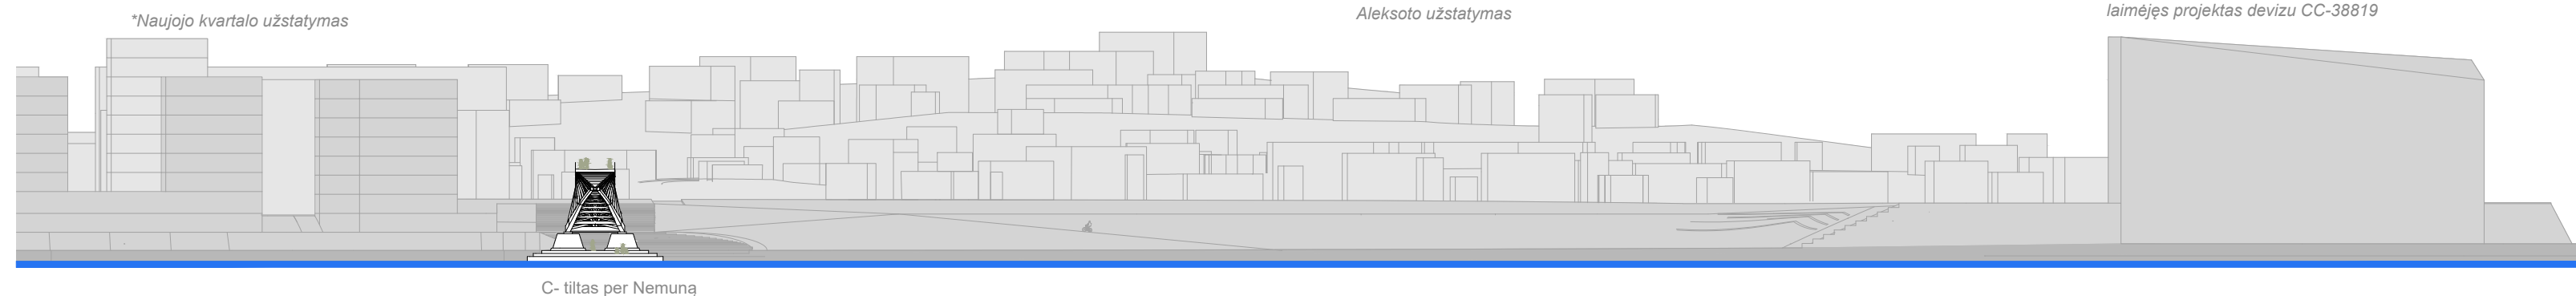 *Naujojo kvartalo užstatymas
Aleksoto užstatymas
laimėjęs projektas devizu CC-38819
C- tiltas per Nemuną